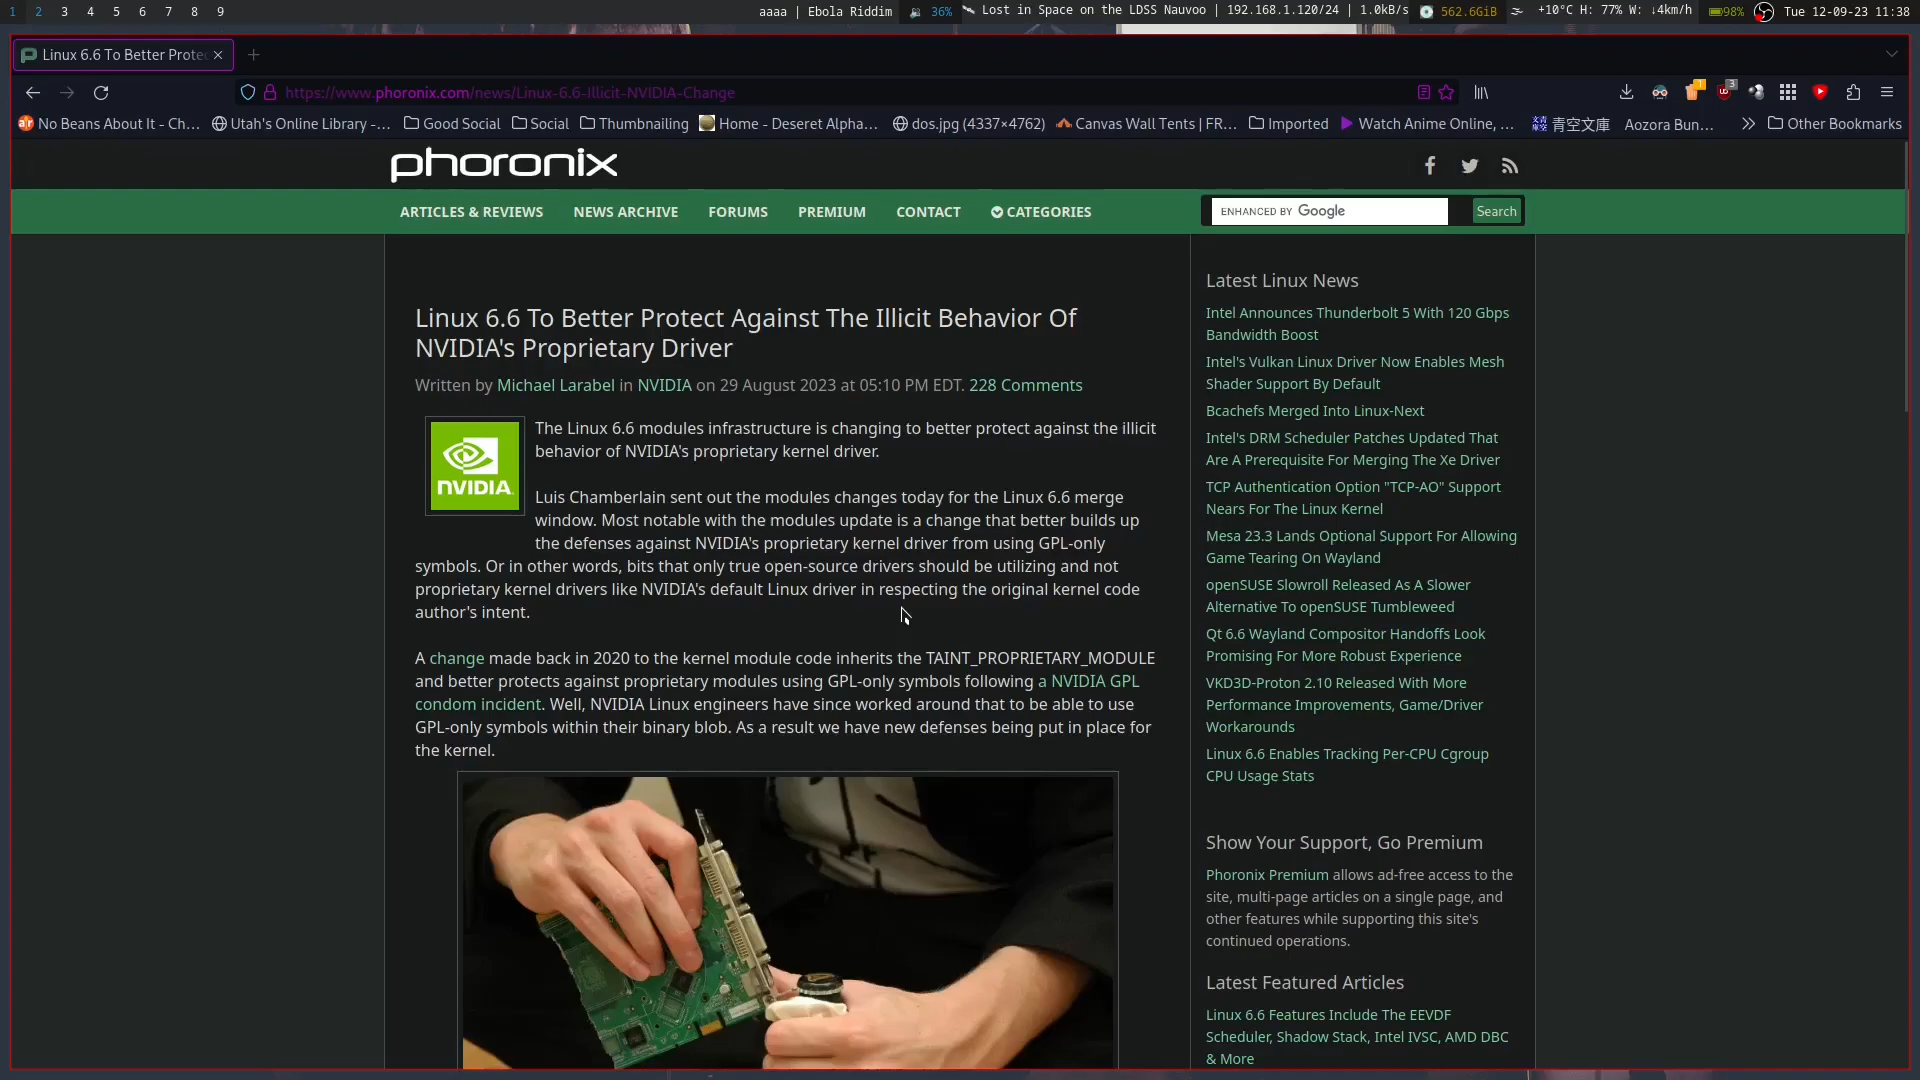 1 2 3 4 5 6 7 8 9
aaaa | Ebola Riddim
36%
Lost in Space on the LDSS Nauvoo | 192.168.1.120/24 | 1.0kB/s
562.6GiB
+10°C H: 77% W: ↓4km/h
98%
Tue 12-09-23 11:38
Linux 6.6 To Better Prote
https://www.phoronix.com/news/Linux-6.6-Illicit-NVIDIA-Change
1
3
No Beans About It - Ch...
Utah's Online Library -...
Good Social
Social
Thumbnailing
Home - Deseret Alpha...
dos.jpg (4337×4762)
Canvas Wall Tents | FR...
Imported
Watch Anime Online, ...
青空文庫
Aozora Bun...
Other Bookmarks
phoronix
ARTICLES & REVIEWS
NEWS ARCHIVE
FORUMS
PREMIUM
CONTACT
CATEGORIES
ENHANCED BY Google
Search
Linux 6.6 To Better Protect Against The Illicit Behavior Of
NVIDIA's Proprietary Driver
Written by Michael Larabel in NVIDIA on 29 August 2023 at 05:10 PM EDT. 228 Comments
NVIDIA.
The Linux 6.6 modules infrastructure is changing to better protect against the illicit
behavior of NVIDIA's proprietary kernel driver.
Luis Chamberlain sent out the modules changes today for the Linux 6.6 merge
window. Most notable with the modules update is a change that better builds up
the defenses against NVIDIA's proprietary kernel driver from using GPL-only
symbols. Or in other words, bits that only true open-source drivers should be utilizing and not
proprietary kernel drivers like NVIDIA's default Linux driver in respecting the original kernel code
author's intent.
A change made back in 2020 to the kernel module code inherits the TAINT_PROPRIETARY_MODULE
and better protects against proprietary modules using GPL-only symbols following a NVIDIA GPL
condom incident. Well, NVIDIA Linux engineers have since worked around that to be able to use
GPL-only symbols within their binary blob. As a result we have new defenses being put in place for
the kernel.
Latest Linux News
Intel Announces Thunderbolt 5 With 120 Gbps
Bandwidth Boost
Intel's Vulkan Linux Driver Now Enables Mesh
Shader Support By Default
Bcachefs Merged Into Linux-Next
Intel's DRM Scheduler Patches Updated That
Are A Prerequisite For Merging The Xe Driver
TCP Authentication Option "TCP-AO" Support
Nears For The Linux Kernel
Mesa 23.3 Lands Optional Support For Allowing
Game Tearing On Wayland
openSUSE Slowroll Released As A Slower
Alternative To openSUSE Tumbleweed
Qt 6.6 Wayland Compositor Handoffs Look
Promising For More Robust Experience
VKD3D-Proton 2.10 Released With More
Performance Improvements, Game/Driver
Workarounds
Linux 6.6 Enables Tracking Per-CPU Cgroup
CPU Usage Stats
Show Your Support, Go Premium
Phoronix Premium allows ad-free access to the
site, multi-page articles on a single page, and
other features while supporting this site's
continued operations.
Latest Featured Articles
Linux 6.6 Features Include The EEVDF
Scheduler, Shadow Stack, Intel IVSC, AMD DBC
& More